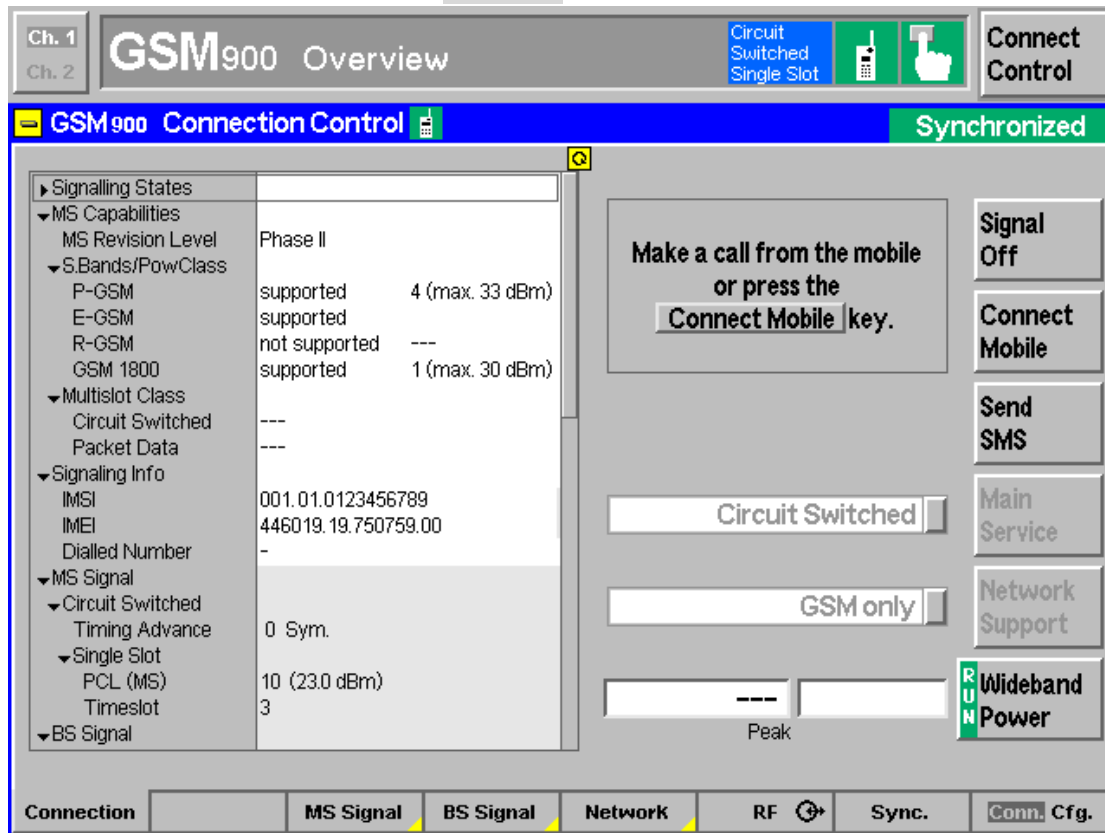 Ch. 1
Ch. 2
GSM900 Overview
Circuit
Switched
Single Slot
Connect
Control
GSM 900 Connection Control
Synchronized
Signalling States
MS Capabilities
MS Revision Level Phase II
S.Bands/PowClass
P-GSM supported 4 (max. 33 dBm)
E-GSM supported
R-GSM not supported ---
GSM 1800 supported 1 (max. 30 dBm)
Multislot Class
Circuit Switched ---
Packet Data ---
Signaling Info
IMSI 001.01.0123456789
IMEI 446019.19.750759.00
Dialled Number -
MS Signal
Circuit Switched
Timing Advance 0 Sym.
Single Slot
PCL (MS) 10 (23.0 dBm)
Timeslot 3
BS Signal
Make a call from the mobile
or press the
Connect Mobile key.
Circuit Switched
GSM only
---
Peak
Signal
Off
Connect
Mobile
Send
SMS
Main
Service
Network
Support
RUN
Wideband
Power
Connection MS Signal BS Signal Network RF Sync. Conn. Cfg.